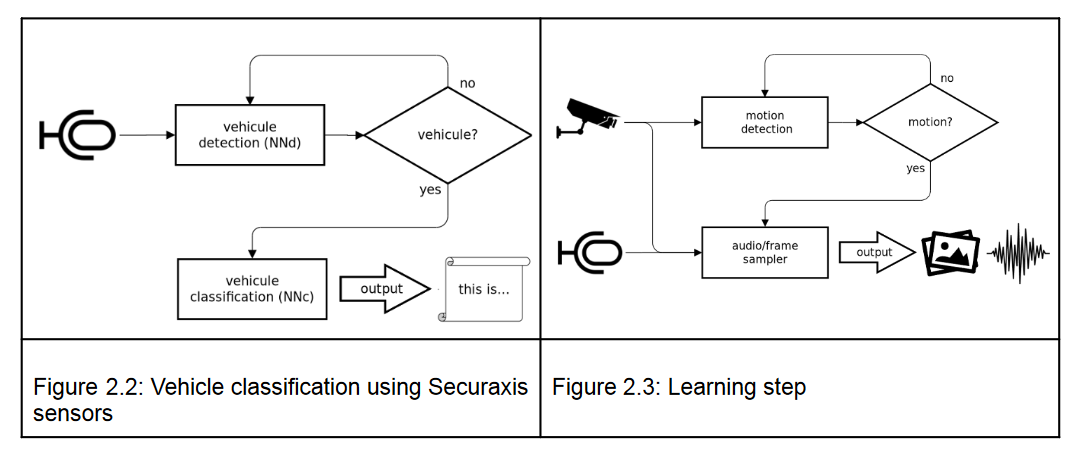 no
vehicule
detection (NNd)
vehicule?
yes
vehicule
classification (NNc)
output
this is...
Figure 2.2: Vehicle classification using Securaxis
sensors
no
motion
detection
motion?
yes
audio/frame
sampler
output
Figure 2.3: Learning step